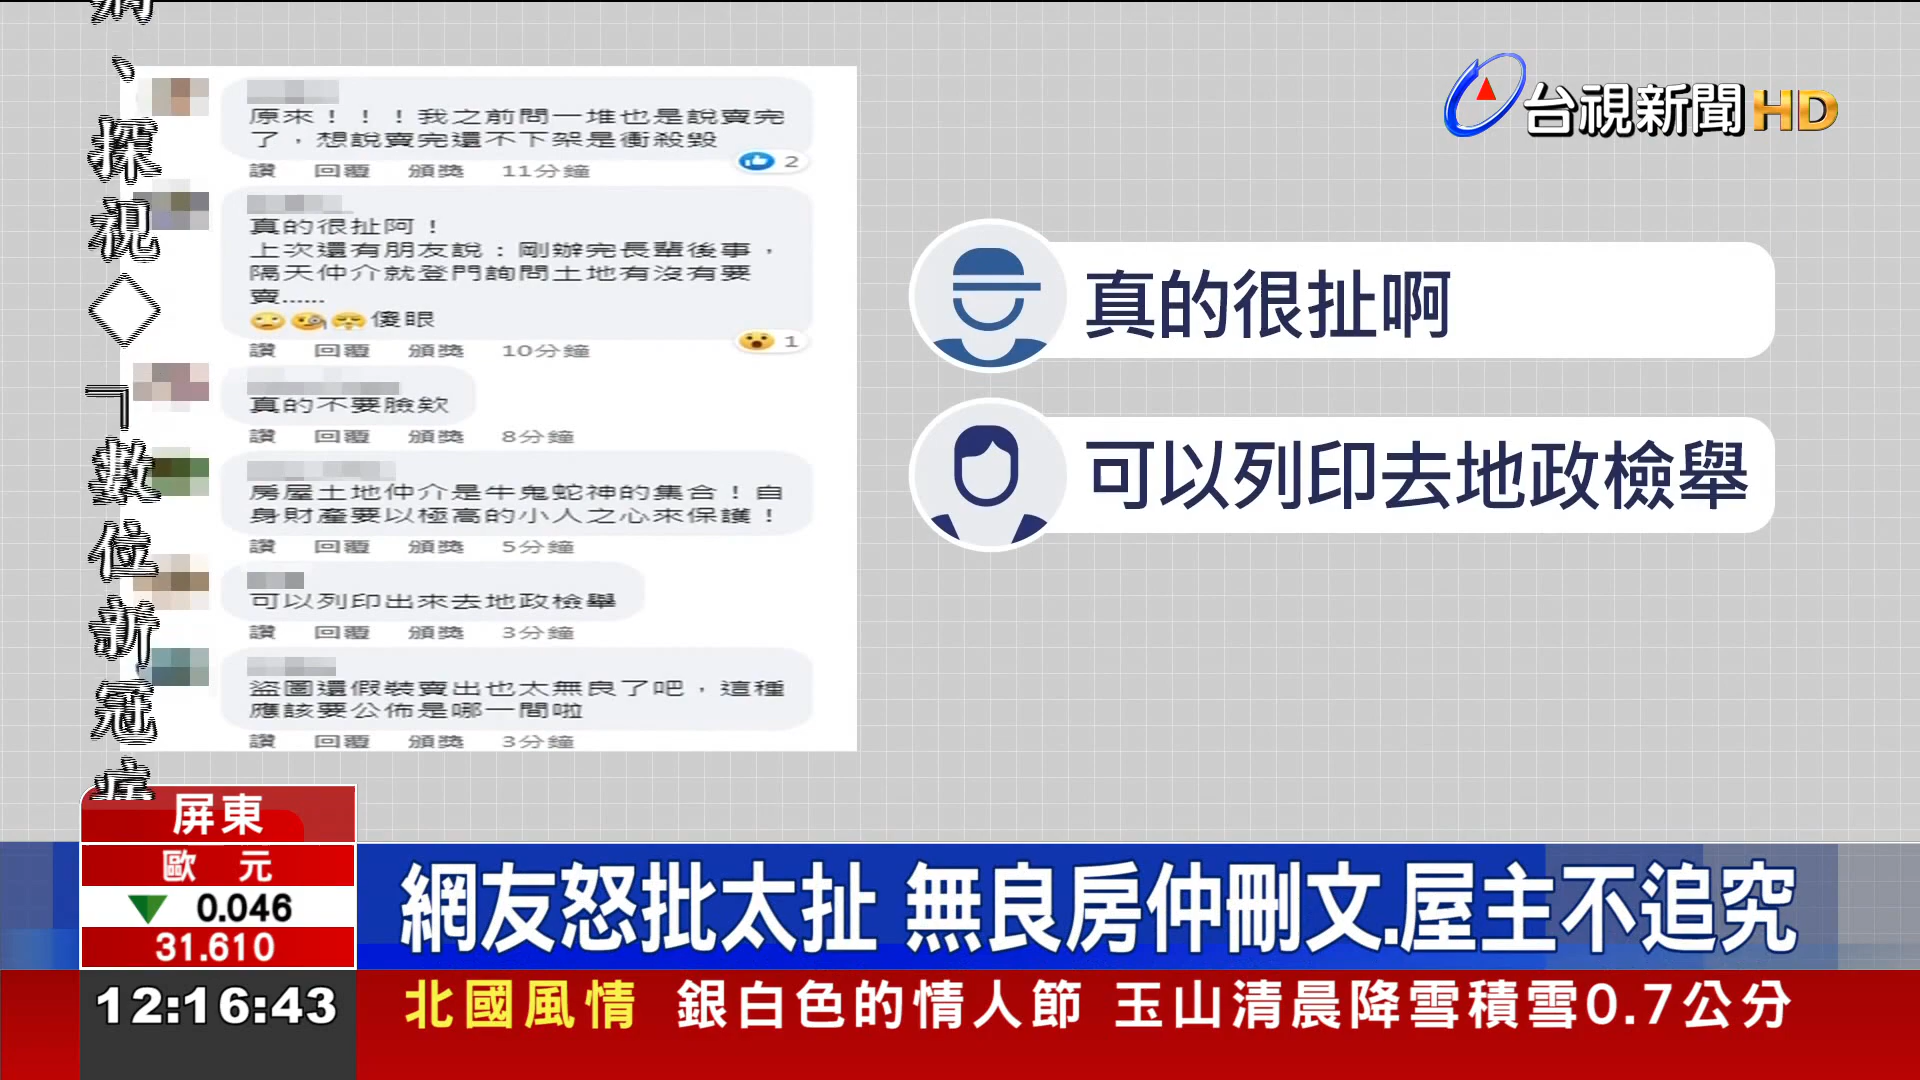 、探視◇「數位新冠病
台視新聞HD
原來！！！我之前問一堆也是說賣完
了，想說賣完還不下架是衝殺毀
讚 回覆 頒獎 11分鐘
2
真的很扯阿！
上次還有朋友說：剛辦完長輩後事，
隔天仲介就登門詢問土地有沒有要
賣......
傻眼
讚 回覆 頒獎 10分鐘
1
真的不要臉欸
讚 回覆 頒獎 8分鐘
房屋土地仲介是牛鬼蛇神的集合！自
身財產要以極高的小人之心來保護！
讚 回覆 頒獎 5分鐘
可以列印出來去地政檢舉
讚 回覆 頒獎 3分鐘
盜圖還假裝賣出也太無良了吧，這種
應該要公佈是哪一間啦
讚 回覆 頒獎 3分鐘
真的很扯啊
可以列印去地政檢舉
屏東
歐元
0.046
31.610
網友怒批太扯 無良房仲刪文.屋主不追究
12:16:43
北國風情 銀白色的情人節 玉山清晨降雪積雪0.7公分